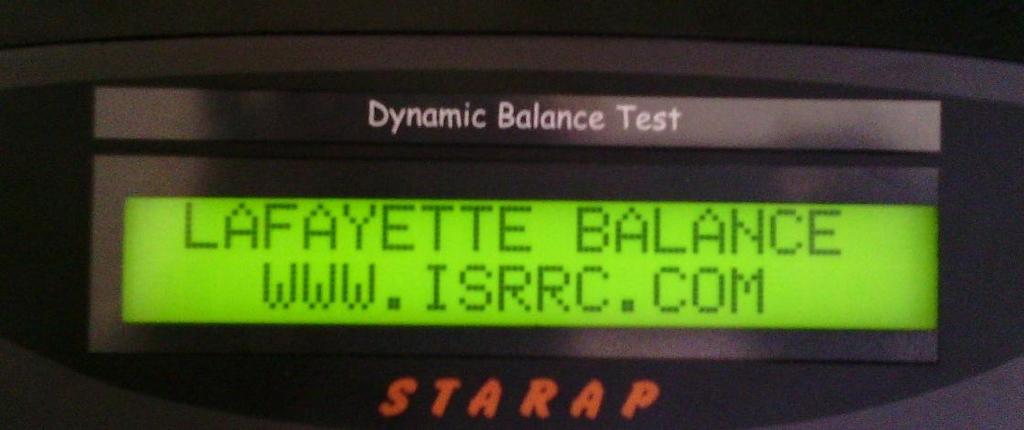 Dynamic Balance Test
LAFAYETTE BALANCE
WWW.ISRRC.COM
STARAP